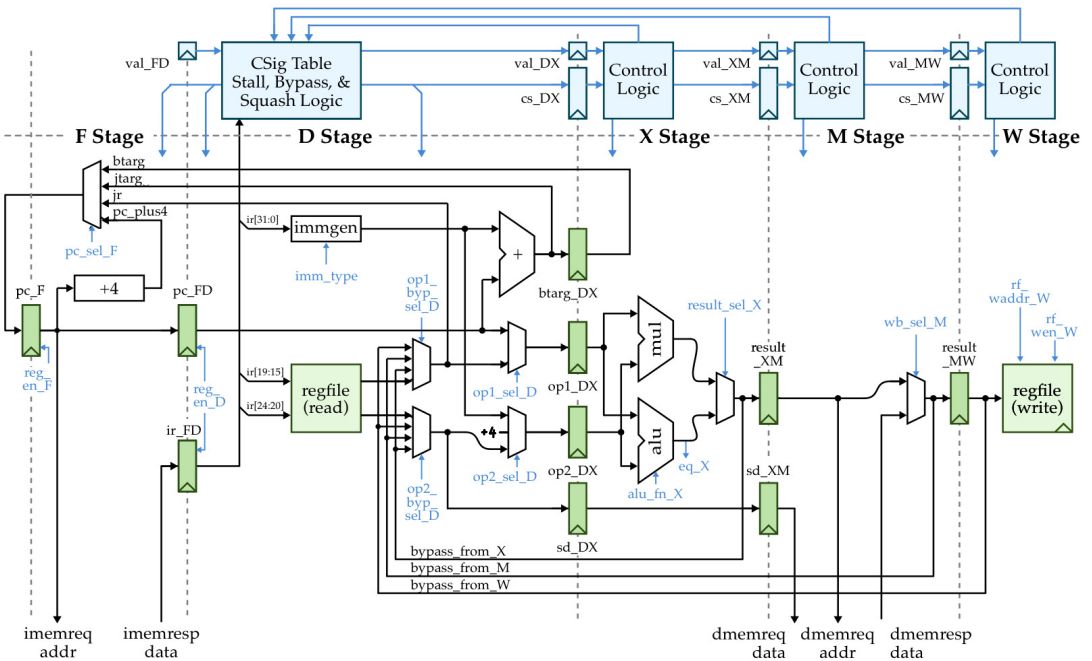 val_FD
CSig Table
Stall, Bypass, &
Squash Logic
val_DX
cs_DX
Control
Logic
val_XM
cs_XM
Control
Logic
val_MW
cs_MW
Control
Logic
F Stage
D Stage
X Stage
M Stage
W Stage
btarg
jtarg
jr
pc_plus4
pc_sel_F
ir[31:0]
immgen
imm_type
+
btarg_DX
+4
pc_F
reg_
en_F
pc_FD
reg_
en_D
ir_FD
ir[19:15]
ir[24:20]
regfile
(read)
op1_
byp_
sel_D
op1_sel_D
op1_DX
+4
op2_
byp_
sel_D
op2_sel_D
op2_DX
mul
alu
alu_fn_X
eq_X
result_sel_X
result
_XM
sd_DX
sd_XM
wb_sel_M
result
_MW
rf_
waddr_W
rf_
wen_W
regfile
(write)
bypass_from_X
bypass_from_M
bypass_from_W
imemreq
addr
imemresp
data
dmemreq
data
dmemreq
addr
dmemresp
data